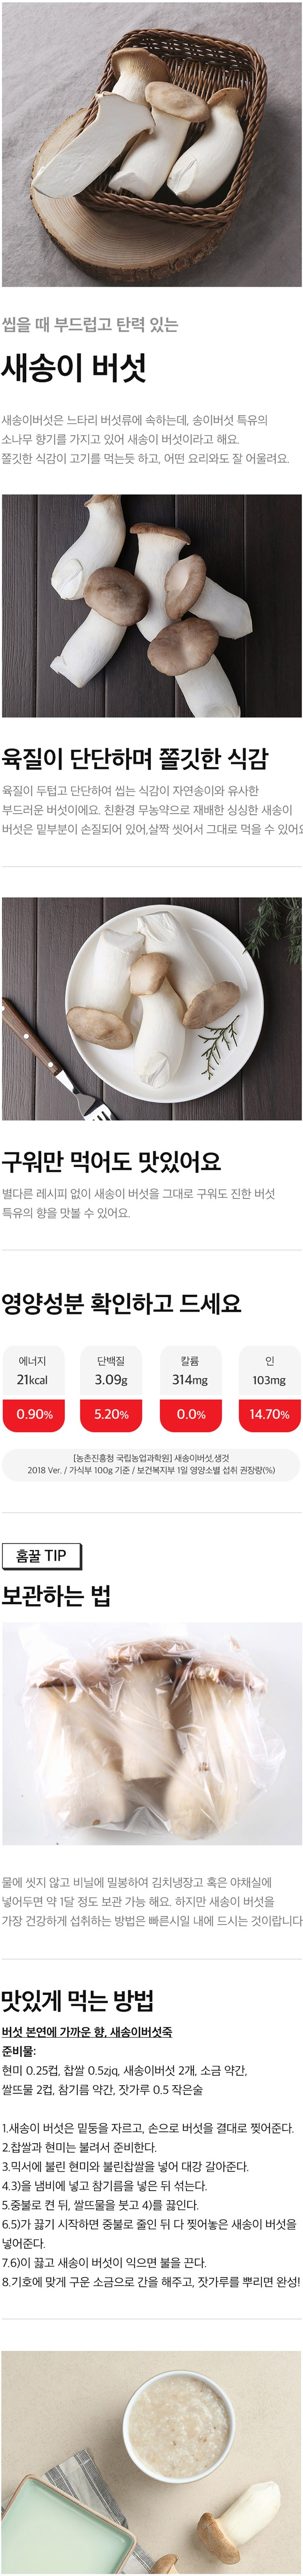 씹을 때 부드럽고 탄력 있는
새송이 버섯
새송이버섯은 느타리 버섯류에 속하는데, 송이버섯 특유의
소나무 향기를 가지고 있어 새송이 버섯이라고 해요.
쫄깃한 식감이 고기를 먹는듯 하고, 어떤 요리와도 잘 어울려요.
육질이 단단하며 쫄깃한 식감
육질이 두텁고 단단하여 씹는 식감이 자연송이와 유사한
부드러운 버섯이에요. 친환경 무농약으로 재배한 싱싱한 새송이
버섯은 밑부분이 손질되어 있어,살짝 씻어서 그대로 먹을 수 있어요
구워만 먹어도 맛있어요
별다른 레시피 없이 새송이 버섯을 그대로 구워도 진한 버섯
특유의 향을 맛볼 수 있어요.
영양성분 확인하고 드세요
에너지 단백질 칼륨 인
21kcal 3.09g 314mg 103mg
0.90% 5.20% 0.0% 14.70%
[농촌진흥청 국립농업과학원] 새송이버섯,생것
2018 Ver. / 가식부 100g 기준 / 보건복지부 1일 영양소별 섭취 권장량(%)
홈꿀 TIP
보관하는 법
물에 씻지 않고 비닐에 밀봉하여 김치냉장고 혹은 야채실에
넣어두면 약 1달 정도 보관 가능 해요. 하지만 새송이 버섯을
가장 건강하게 섭취하는 방법은 빠른시일 내에 드시는 것이랍니다
맛있게 먹는 방법
버섯 본연에 가까운 향, 새송이버섯죽
준비물:
현미 0.25컵, 찹쌀 0.5zjq, 새송이버섯 2개, 소금 약간,
쌀뜨물 2컵, 참기름 약간, 잣가루 0.5 작은술
1.새송이 버섯은 밑둥을 자르고, 손으로 버섯을 결대로 찢어준다.
2.찹쌀과 현미는 불려서 준비한다.
3.믹서에 불린 현미와 불린찹쌀을 넣어 대강 갈아준다.
4.3)을 냄비에 넣고 참기름을 넣은 뒤 섞는다.
5.중불로 켠 뒤, 쌀뜨물을 붓고 4)를 끓인다.
6.5)가 끓기 시작하면 중불로 줄인 뒤 다 찢어놓은 새송이 버섯을
넣어준다.
7.6)이 끓고 새송이 버섯이 익으면 불을 끈다.
8.기호에 맞게 구운 소금으로 간을 해주고, 잣가루를 뿌리면 완성!